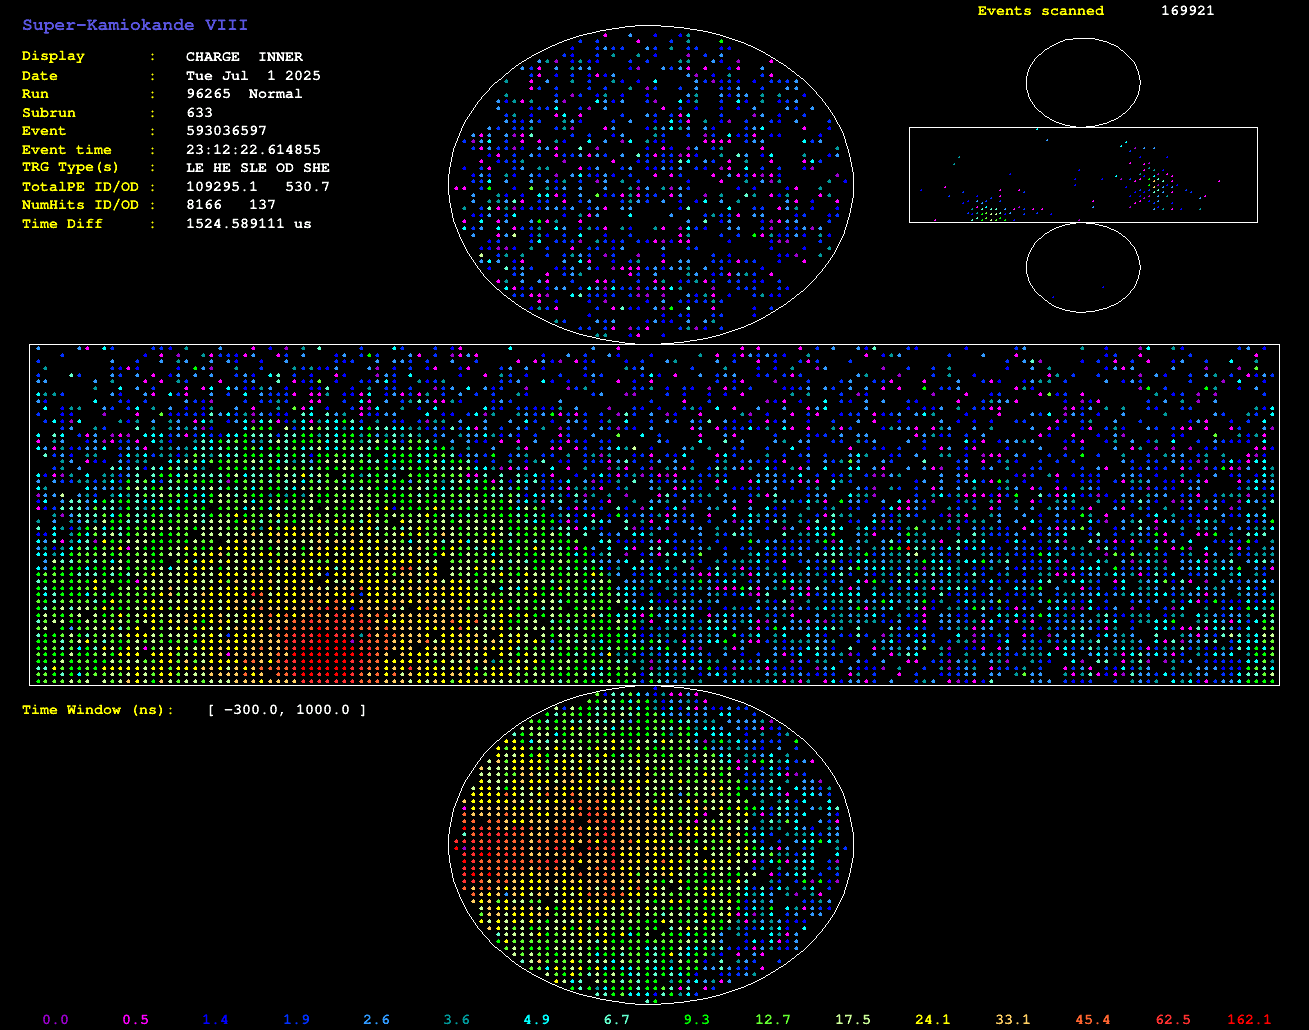 Super-Kamiokande VIII
Events scanned 169921
Display : CHARGE INNER
Date : Tue Jul 1 2025
Run : 96265 Normal
Subrun : 633
Event : 593036597
Event time : 23:12:22.614855
TRG Type(s) : LE HE SLE OD SHE
TotalPE ID/OD : 109295.1 530.7
NumHits ID/OD : 8166 137
Time Diff : 1524.589111 us
Time Window (ns): [ -300.0, 1000.0 ]
0.0 0.5 1.4 1.9 2.6 3.6 4.9 6.7 9.3 12.7 17.5 24.1 33.1 45.4 62.5 162.1